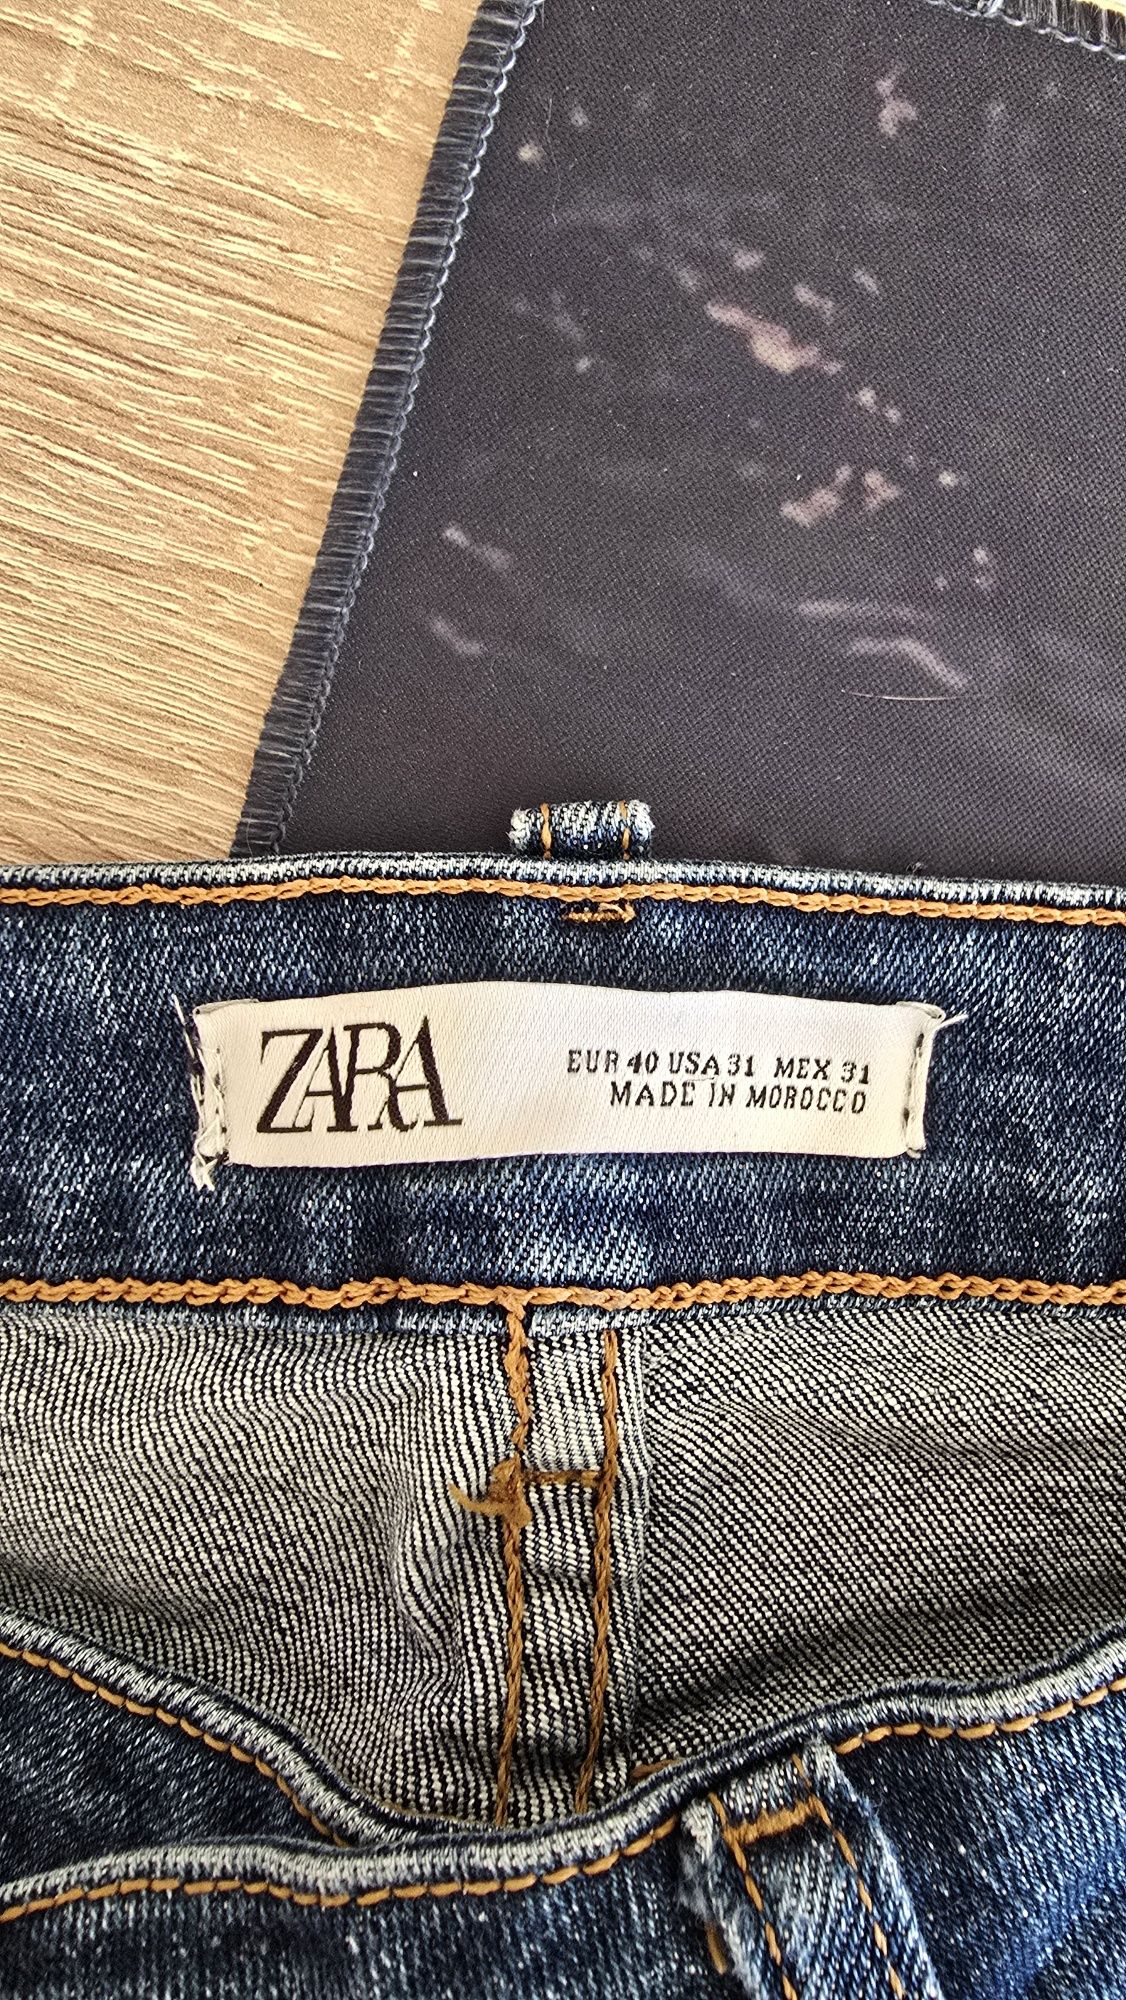 ZARA
EUR 40 USA 31 MEX 31
MADE IN MOROCCO